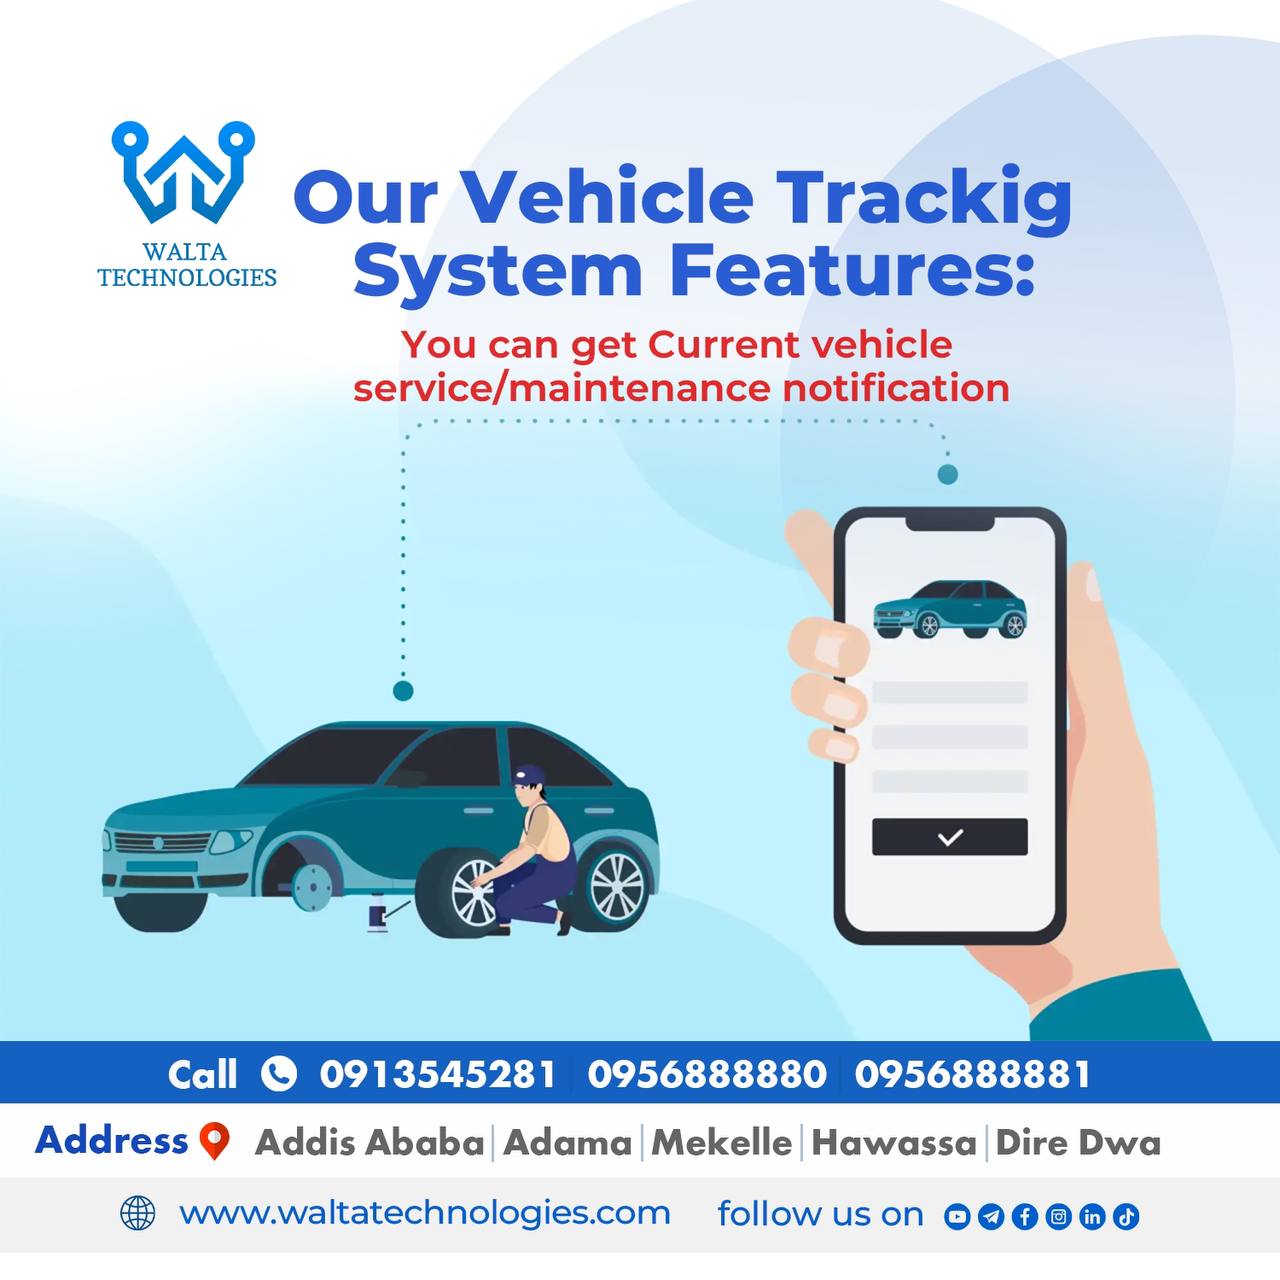 WALTA
TECHNOLOGIES
Our Vehicle Trackig
System Features:
You can get Current vehicle
service/maintenance notification
Call 0913545281 0956888880 0956888881
Address Addis Ababa | Adama | Mekelle | Hawassa | Dire Dwa
www.waltatechnologies.com follow us on